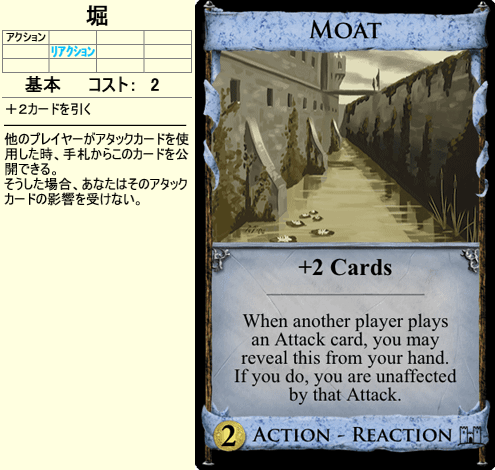 堀
アクション
リアクション
基本 コスト： 2
＋２カードを引く
他のプレイヤーがアタックカードを使
用した時、手札からこのカードを公
開できる。
そうした場合、あなたはそのアタック
カードの影響を受けない。
MOAT
+2 Cards
When another player plays
an Attack card, you may
reveal this from your hand.
If you do, you are unaffected
by that Attack.
2 ACTION - REACTION